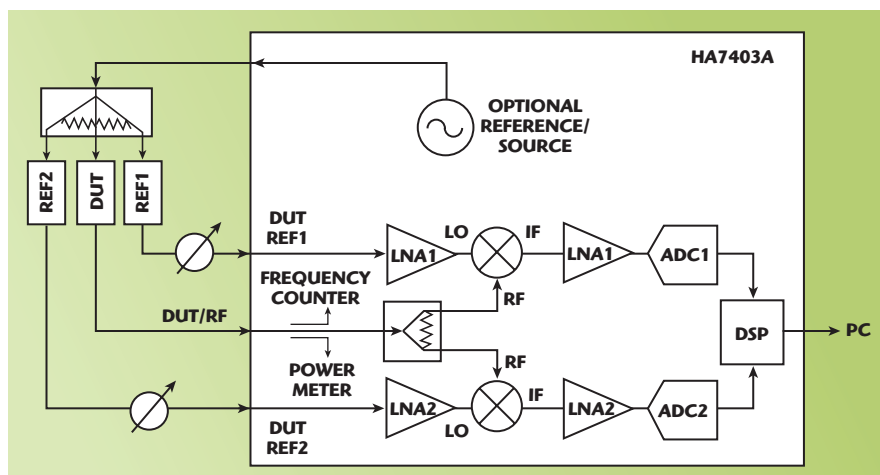 HA7403A
OPTIONAL
REFERENCE/
SOURCE
REF2
DUT
REF1
DUT
REF1
LNA1
LO
IF
LNA1
ADC1
FREQUENCY
COUNTER
RF
DUT/RF
DSP
PC
POWER
METER
RF
LNA2
LO
IF
LNA2
ADC2
DUT
REF2